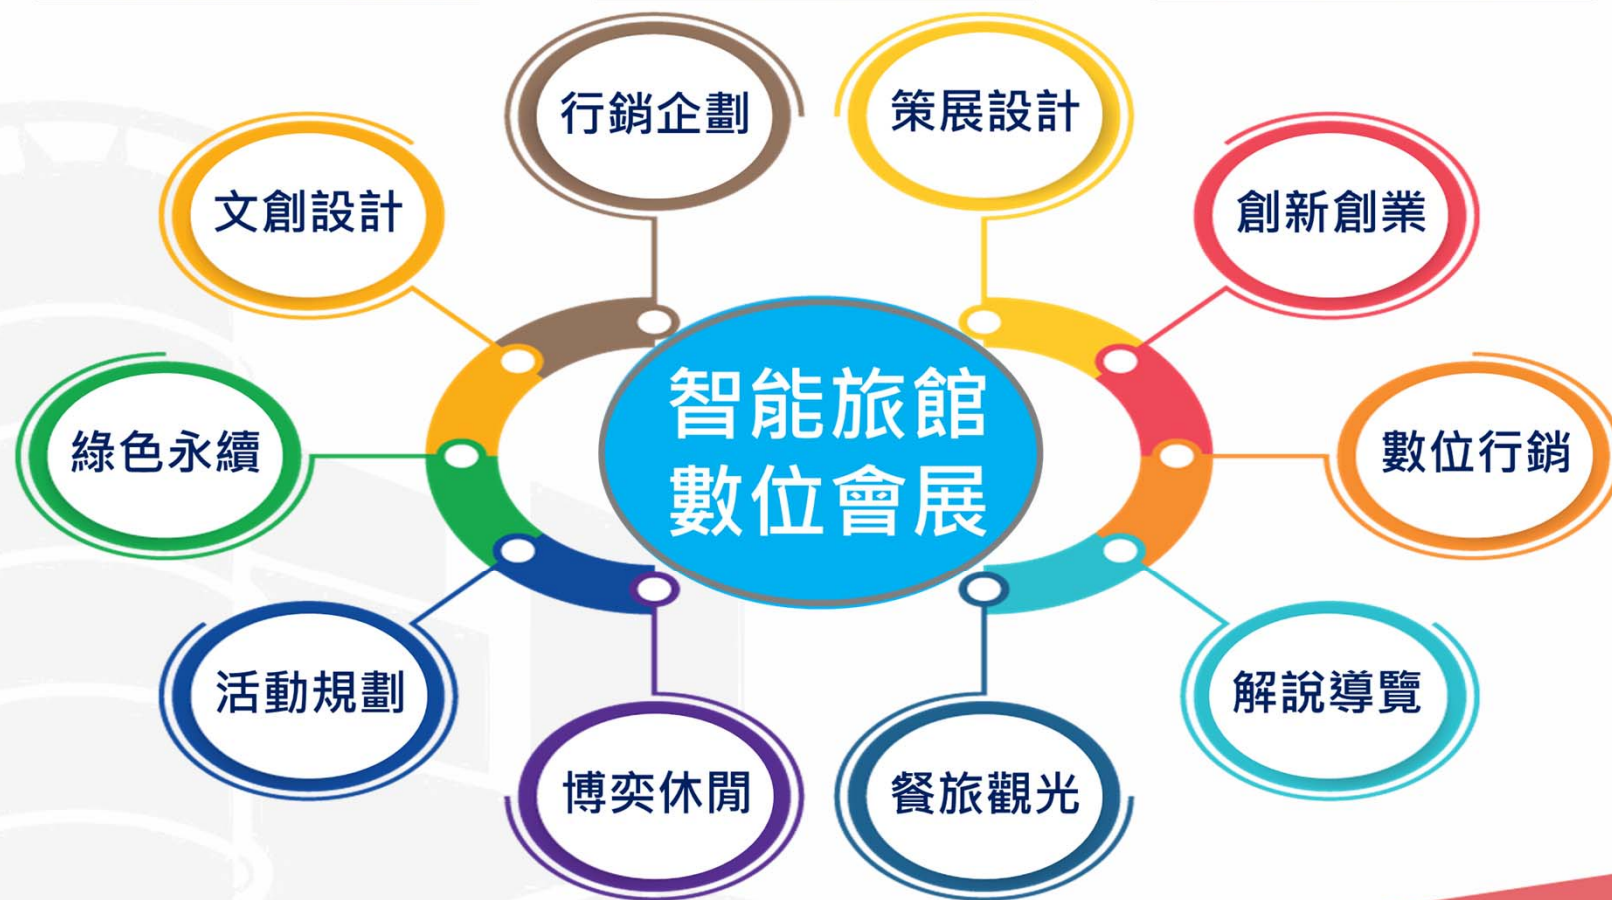 行銷企劃
策展設計
文創設計
創新創業
智能旅館
數位會展
綠色永續
數位行銷
活動規劃
解說導覽
博奕休閒
餐旅觀光